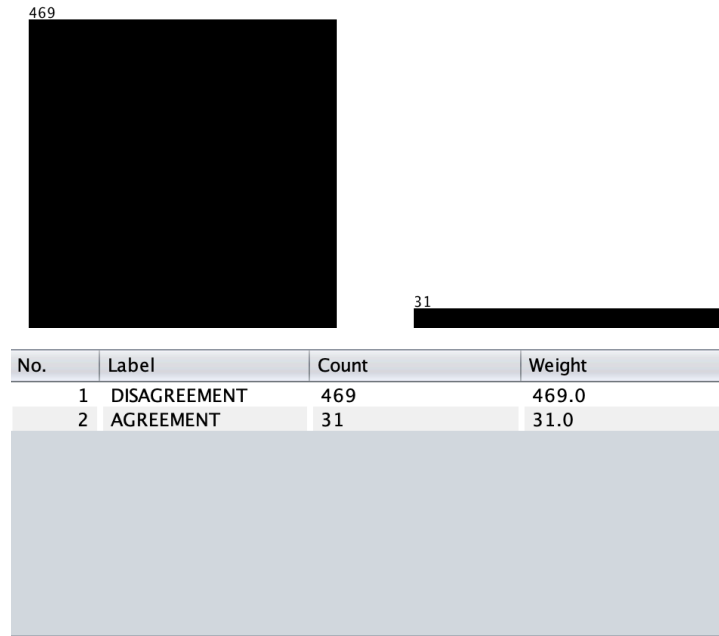 469
31
No. Label Count Weight
1 DISAGREEMENT 469 469.0
2 AGREEMENT 31 31.0